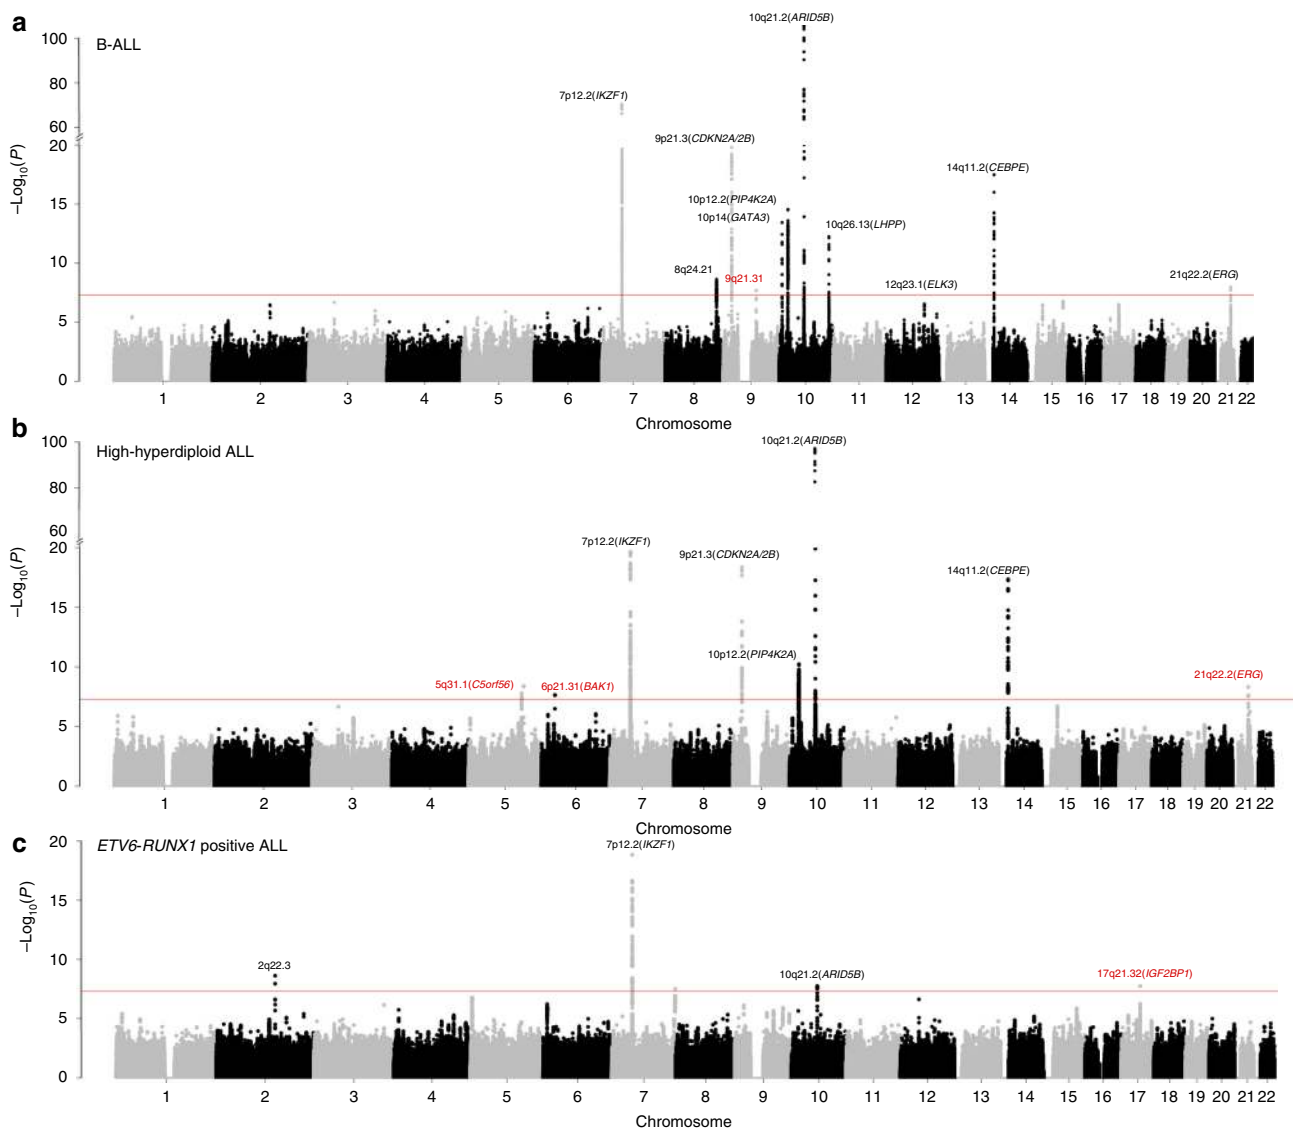 a
B-ALL
10q21.2(ARID5B)
7p12.2(IKZF1)
9p21.3(CDKN2A/2B)
14q11.2(CEBPE)
10p12.2(PIP4K2A)
10p14(GATA3)
10q26.13(LHPP)
8q24.21
9q21.31
12q23.1(ELK3)
21q22.2(ERG)
–Log10(P)
100
80
60
20
15
10
5
0
1 2 3 4 5 6 7 8 9 10 11 12 13 14 15 16 17 18 19 20 21 22
Chromosome
b
High-hyperdiploid ALL
10q21.2(ARID5B)
7p12.2(IKZF1)
9p21.3(CDKN2A/2B)
14q11.2(CEBPE)
10p12.2(PIP4K2A)
5q31.1(C5orf56)
6p21.31(BAK1)
21q22.2(ERG)
–Log10(P)
100
80
60
20
15
10
5
0
1 2 3 4 5 6 7 8 9 10 11 12 13 14 15 16 17 18 19 20 21 22
Chromosome
c
ETV6-RUNX1 positive ALL
7p12.2(IKZF1)
2q22.3
10q21.2(ARID5B)
17q21.32(IGF2BP1)
–Log10(P)
20
15
10
5
0
1 2 3 4 5 6 7 8 9 10 11 12 13 14 15 16 17 18 19 20 21 22
Chromosome